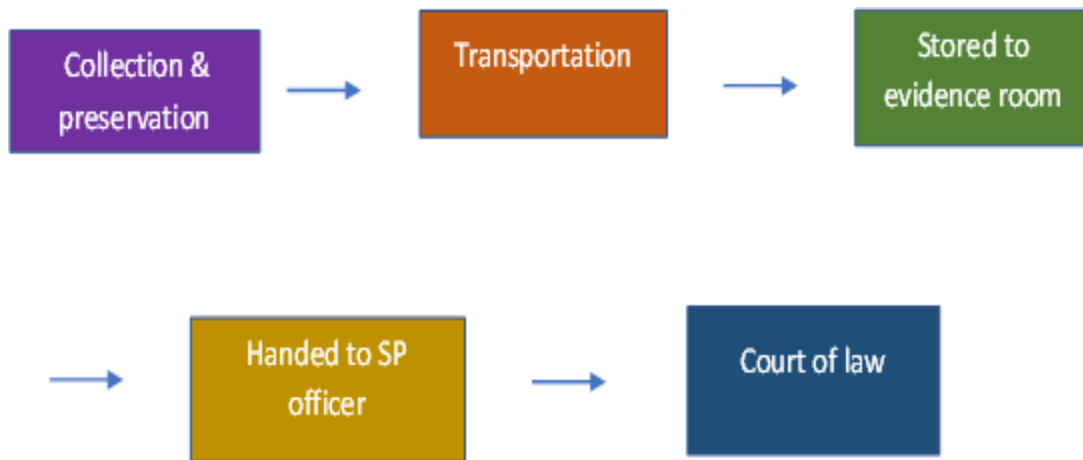 Collection &
preservation
Transportation
Stored to
evidence room
Handed to SP
officer
Court of law